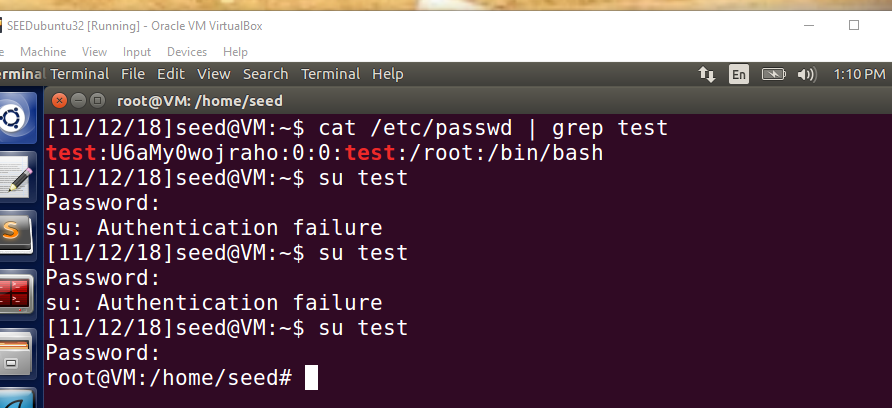 SEEDubuntu32 [Running] - Oracle VM VirtualBox
Machine View Input Devices Help
Terminal File Edit View Search Terminal Help En 1:10 PM
root@VM: /home/seed
[11/12/18]seed@VM:~$ cat /etc/passwd | grep test
test:U6aMy0wojraho:0:0:test:/root:/bin/bash
[11/12/18]seed@VM:~$ su test
Password:
su: Authentication failure
[11/12/18]seed@VM:~$ su test
Password:
su: Authentication failure
[11/12/18]seed@VM:~$ su test
Password:
root@VM:/home/seed#